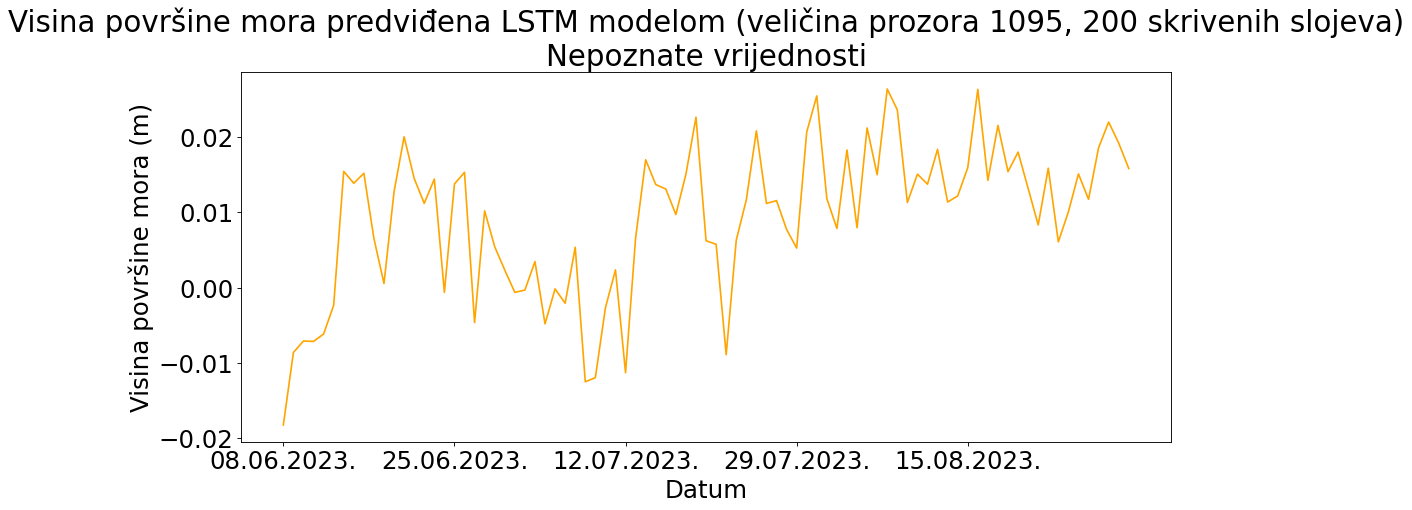 Visina površine mora predviđena LSTM modelom (veličina prozora 1095, 200 skrivenih slojeva)
Nepoznate vrijednosti
Visina površine mora (m)
0.02
0.01
0.00
−0.01
−0.02
08.06.2023. 25.06.2023. 12.07.2023. 29.07.2023. 15.08.2023.
Datum